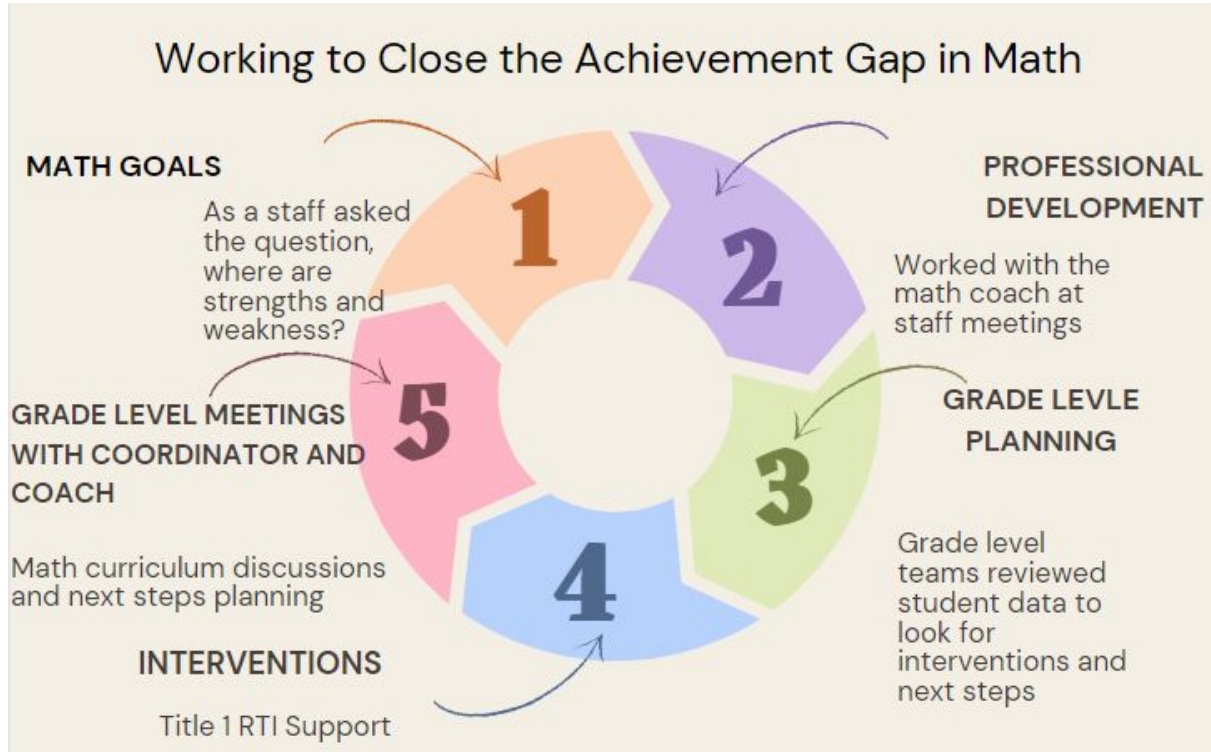 Working to Close the Achievement Gap in Math
MATH GOALS
As a staff asked
the question,
where are
strengths and
weakness?
1
PROFESSIONAL
DEVELOPMENT
Worked with the
math coach at
staff meetings
2
GRADE LEVLE
PLANNING
Grade level
teams reviewed
student data to
look for
interventions and
next steps
3
INTERVENTIONS
Title 1 RTI Support
4
GRADE LEVEL MEETINGS
WITH COORDINATOR AND
COACH
Math curriculum discussions
and next steps planning
5